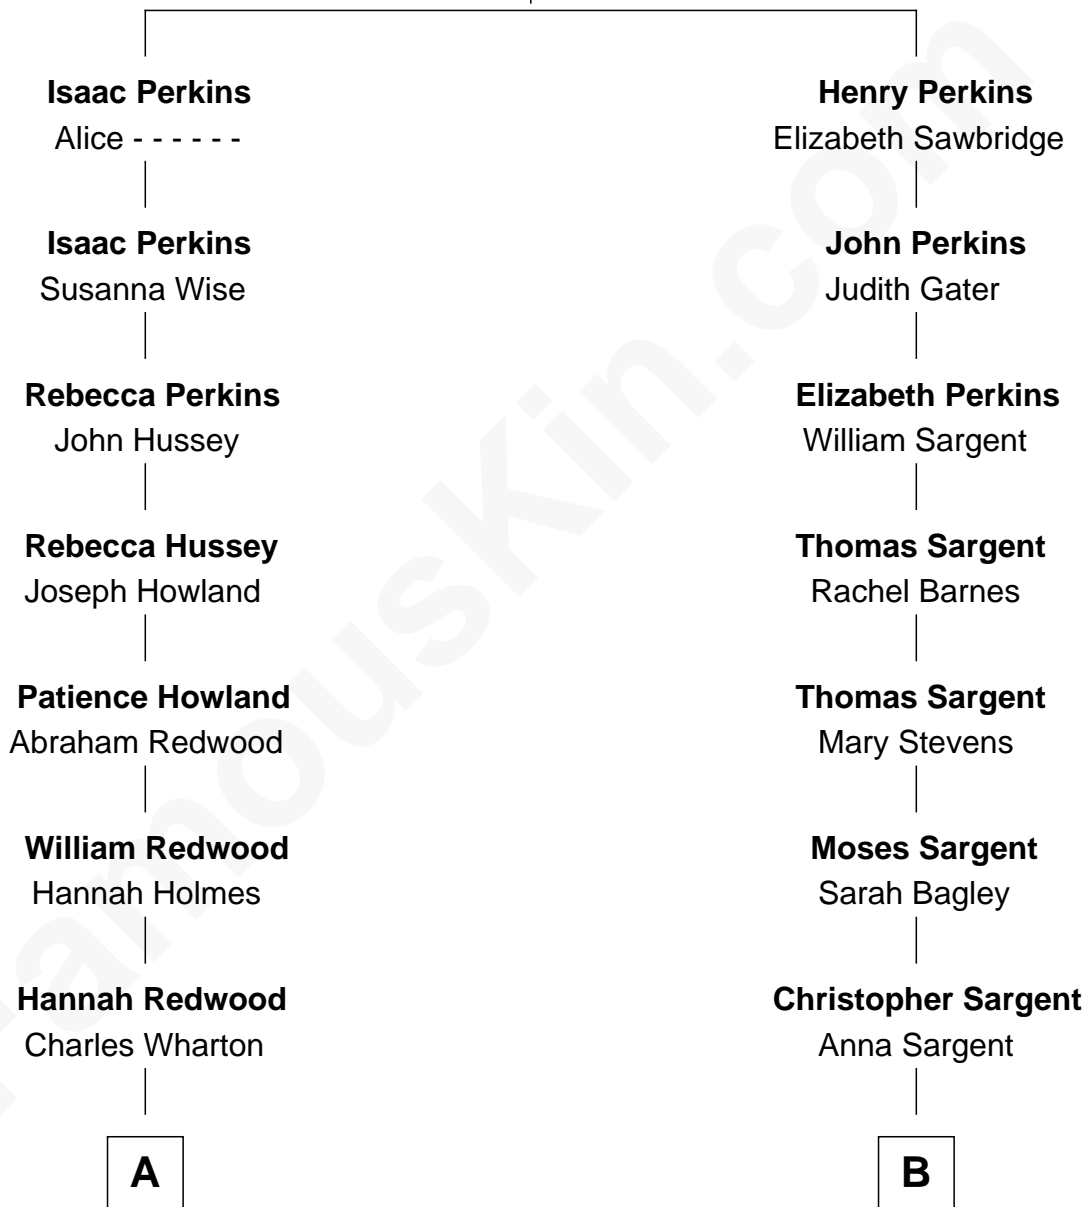 Isaac Perkins
Alice - - - - - -
Isaac Perkins
Susanna Wise
Rebecca Perkins
John Hussey
Rebecca Hussey
Joseph Howland
Patience Howland
Abraham Redwood
William Redwood
Hannah Holmes
Hannah Redwood
Charles Wharton
A
Henry Perkins
Elizabeth Sawbridge
John Perkins
Judith Gater
Elizabeth Perkins
William Sargent
Thomas Sargent
Rachel Barnes
Thomas Sargent
Mary Stevens
Moses Sargent
Sarah Bagley
Christopher Sargent
Anna Sargent
B
FamousKin.com